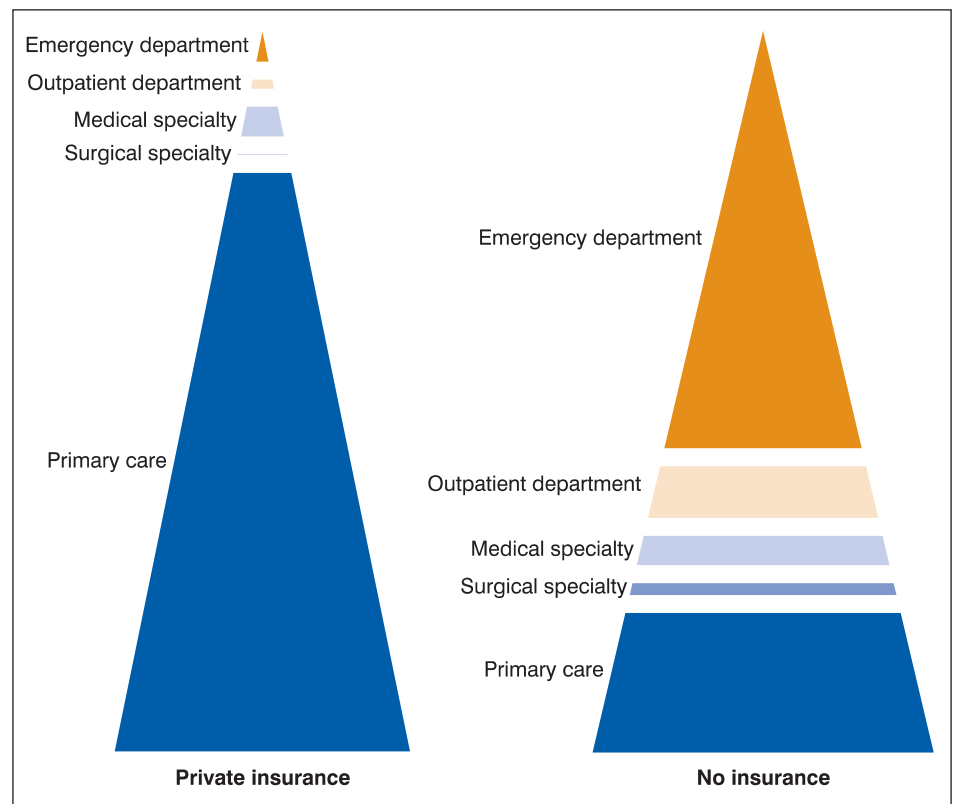 Emergency department
Outpatient department
Medical specialty
Surgical specialty
Primary care
Private insurance
Emergency department
Outpatient department
Medical specialty
Surgical specialty
Primary care
No insurance